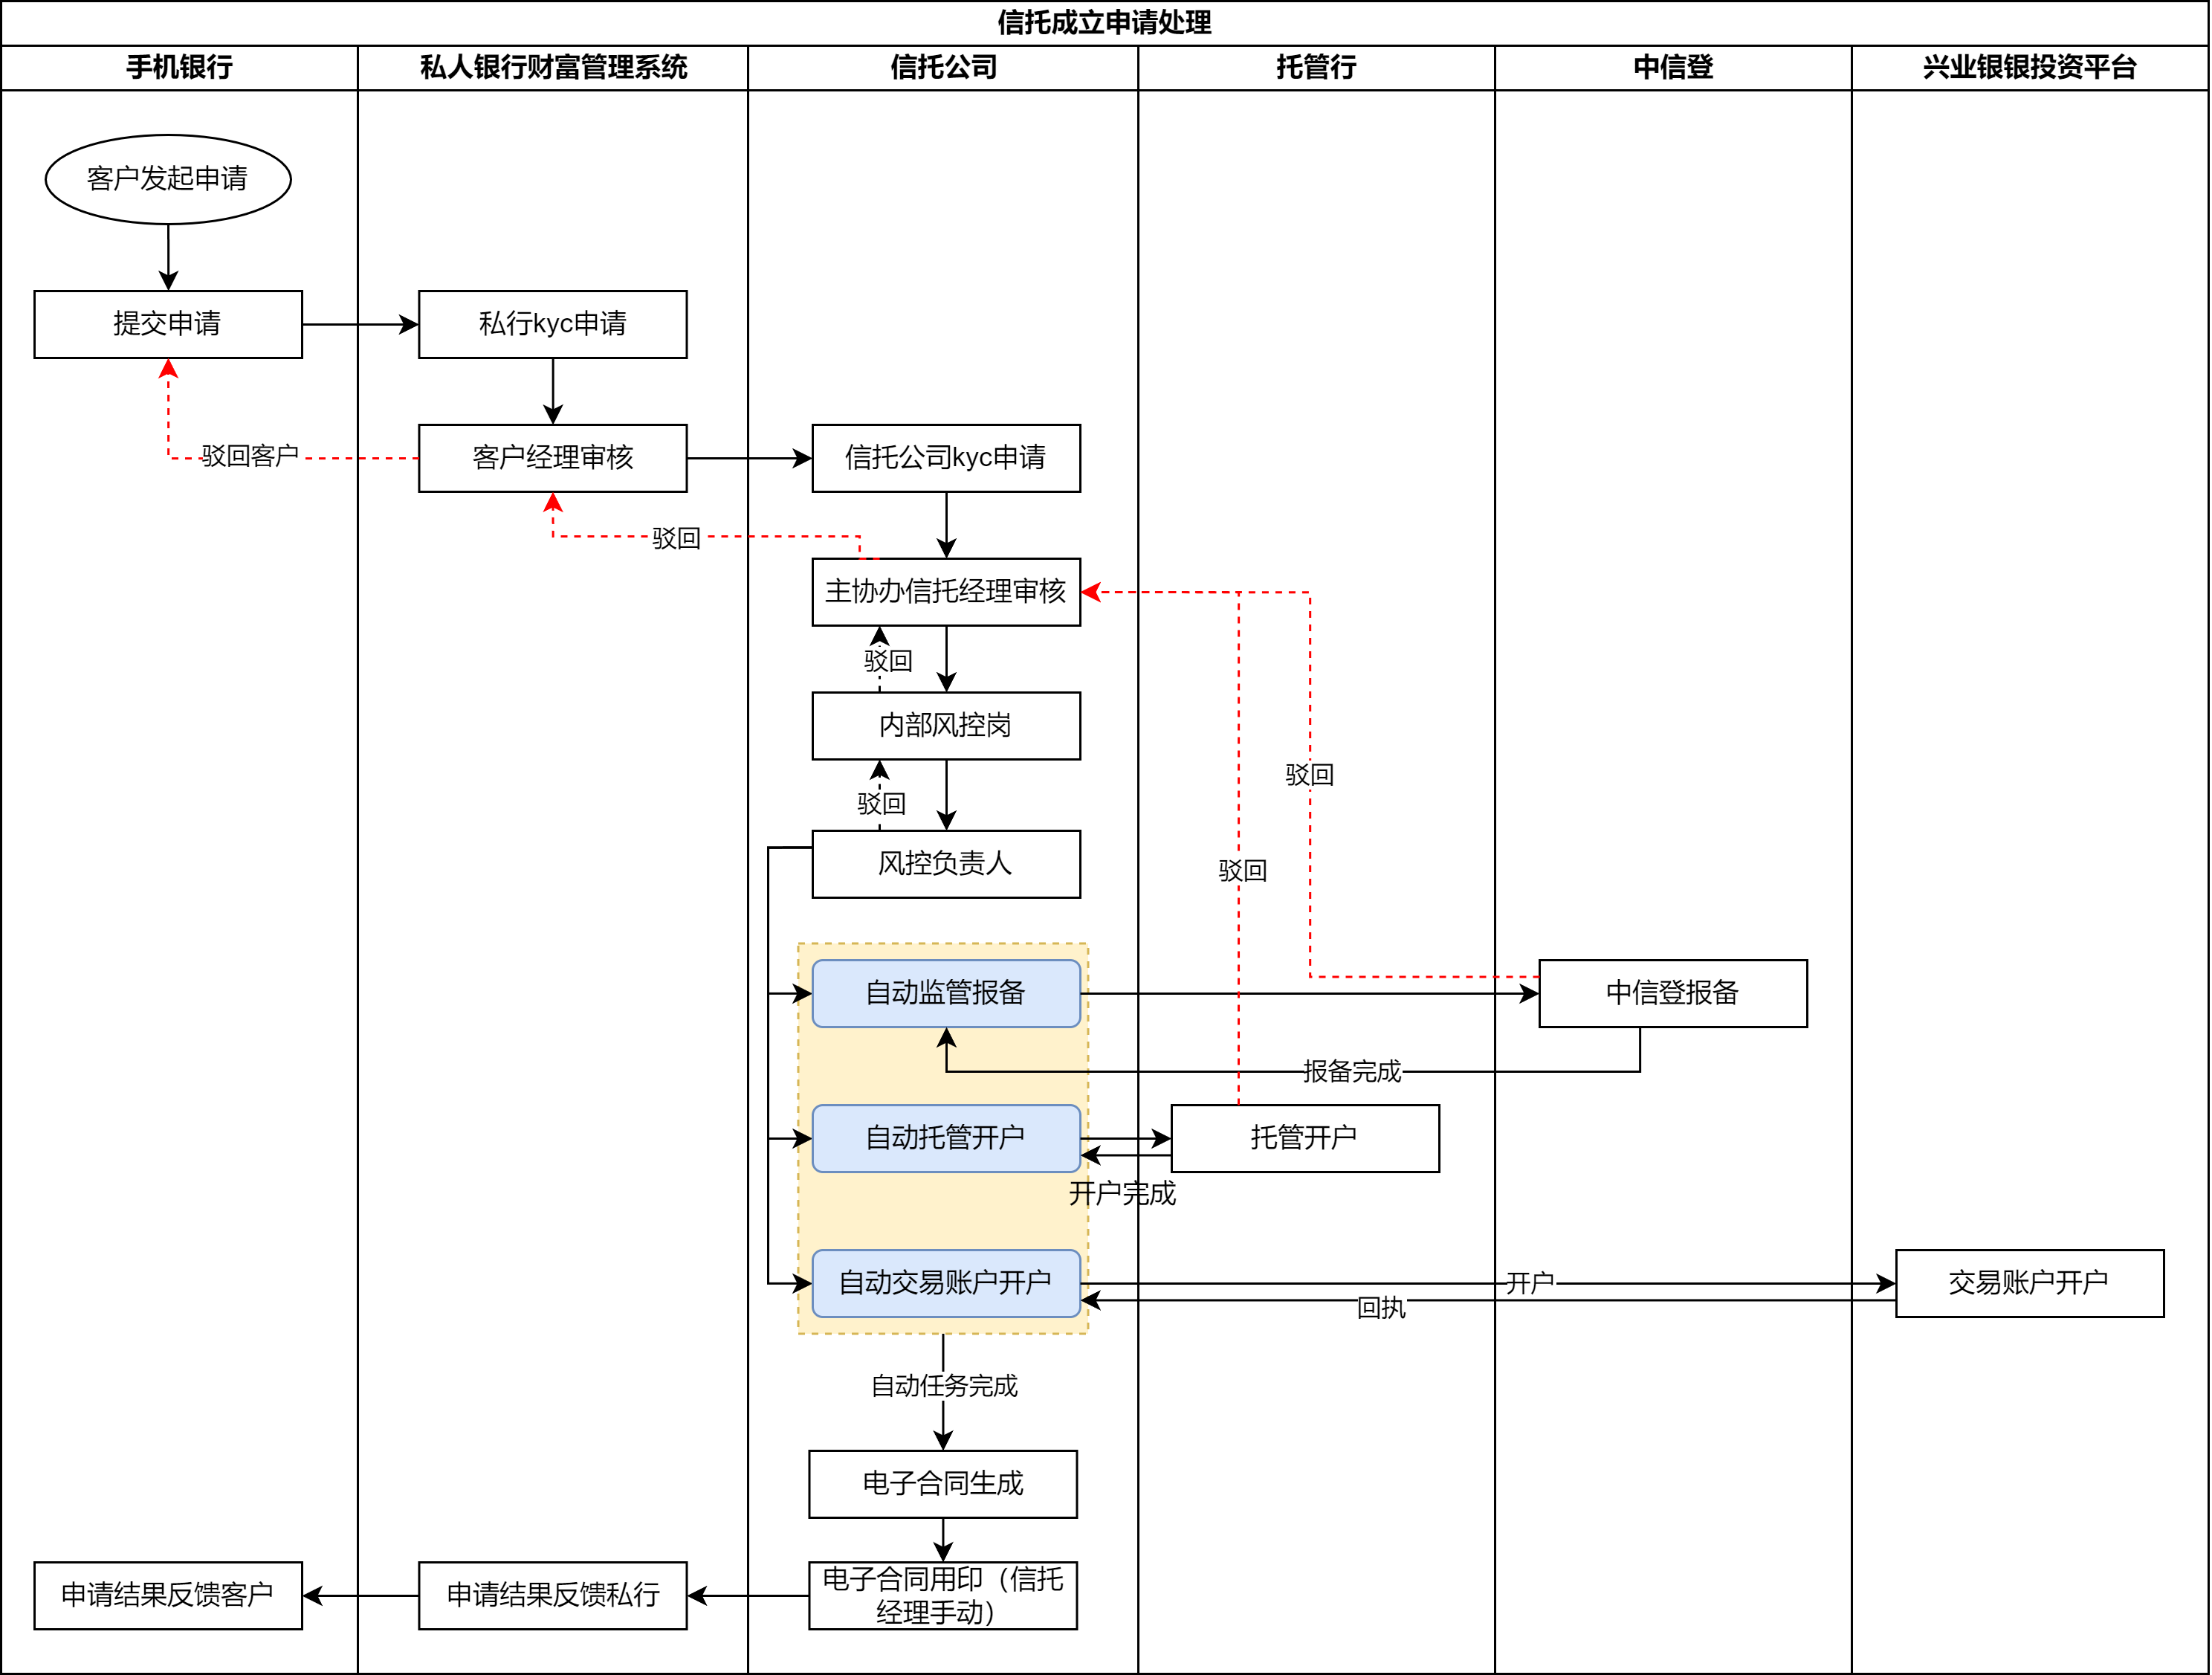 信托成立申请处理
手机银行
私人银行财富管理系统
信托公司
托管行
中信登
兴业银银投资平台
客户发起申请
提交申请
私行kyc申请
驳回客户
客户经理审核
信托公司kyc申请
驳回
主协办信托经理审核
驳回
内部风控岗
驳回
驳回
风控负责人
驳回
自动监管报备
中信登报备
报备完成
自动托管开户
托管开户
开户完成
自动交易账户开户
开户
交易账户开户
回执
自动任务完成
电子合同生成
申请结果反馈客户
申请结果反馈私行
电子合同用印（信托
经理手动）